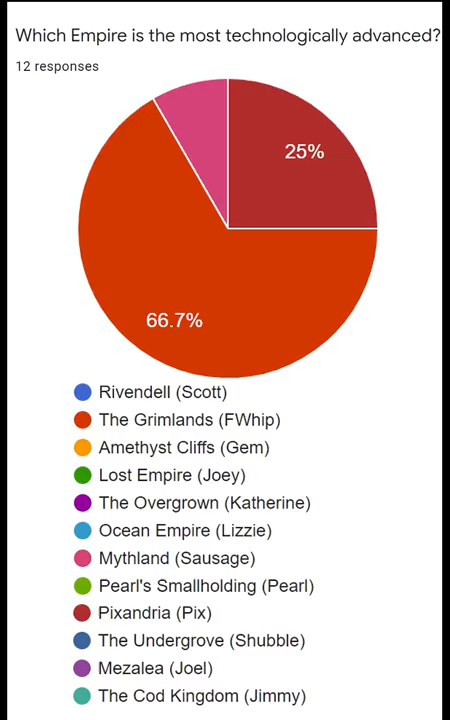 Which Empire is the most technologically advanced?
12 responses
25%
66.7%
Rivendell (Scott)
The Grimlands (FWhip)
Amethyst Cliffs (Gem)
Lost Empire (Joey)
The Overgrown (Katherine)
Ocean Empire (Lizzie)
Mythland (Sausage)
Pearl's Smallholding (Pearl)
Pixandria (Pix)
The Undergrove (Shubble)
Mezalea (Joel)
The Cod Kingdom (Jimmy)